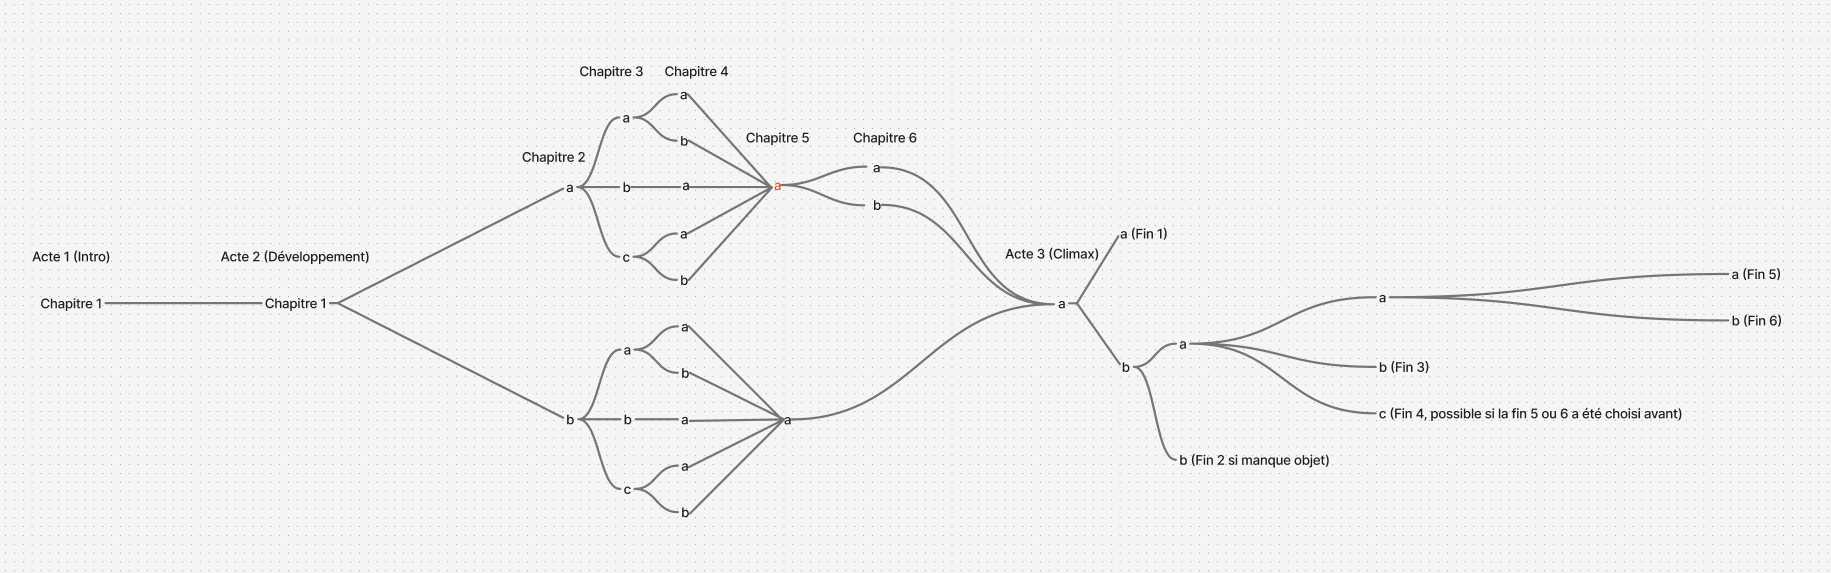 Chapitre 3
Chapitre 4
a
a
b
Chapitre 5
Chapitre 6
Chapitre 2
a
a
b
a
a
b
a
b
c
a
b
Acte 1 (Intro)
Acte 2 (Développement)
Acte 3 (Climax)
Chapitre 1
Chapitre 1
a
a (Fin 1)
b
a
a
a (Fin 5)
b (Fin 6)
b (Fin 3)
c (Fin 4, possible si la fin 5 ou 6 a été choisi avant)
b (Fin 2 si manque objet)
b
a
a
b
b
a
a
c
a
b